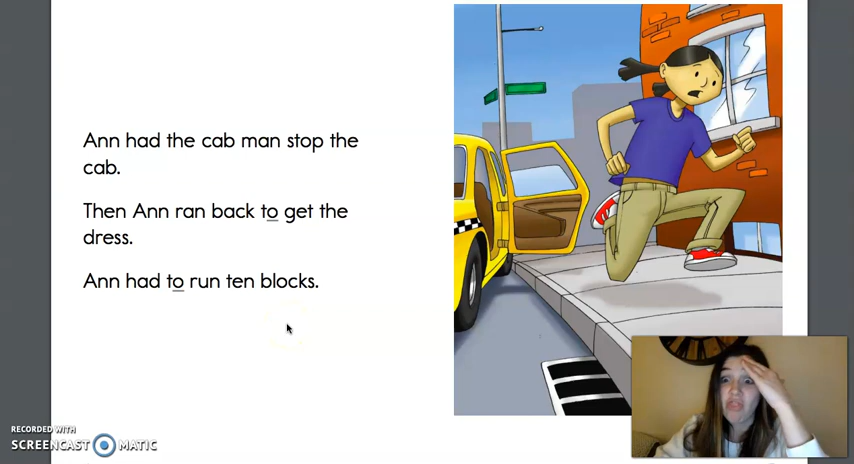 Ann had the cab man stop the
cab.
Then Ann ran back to get the
dress.
Ann had to run ten blocks.
RECORDED WITH
SCREENCAST MATIC